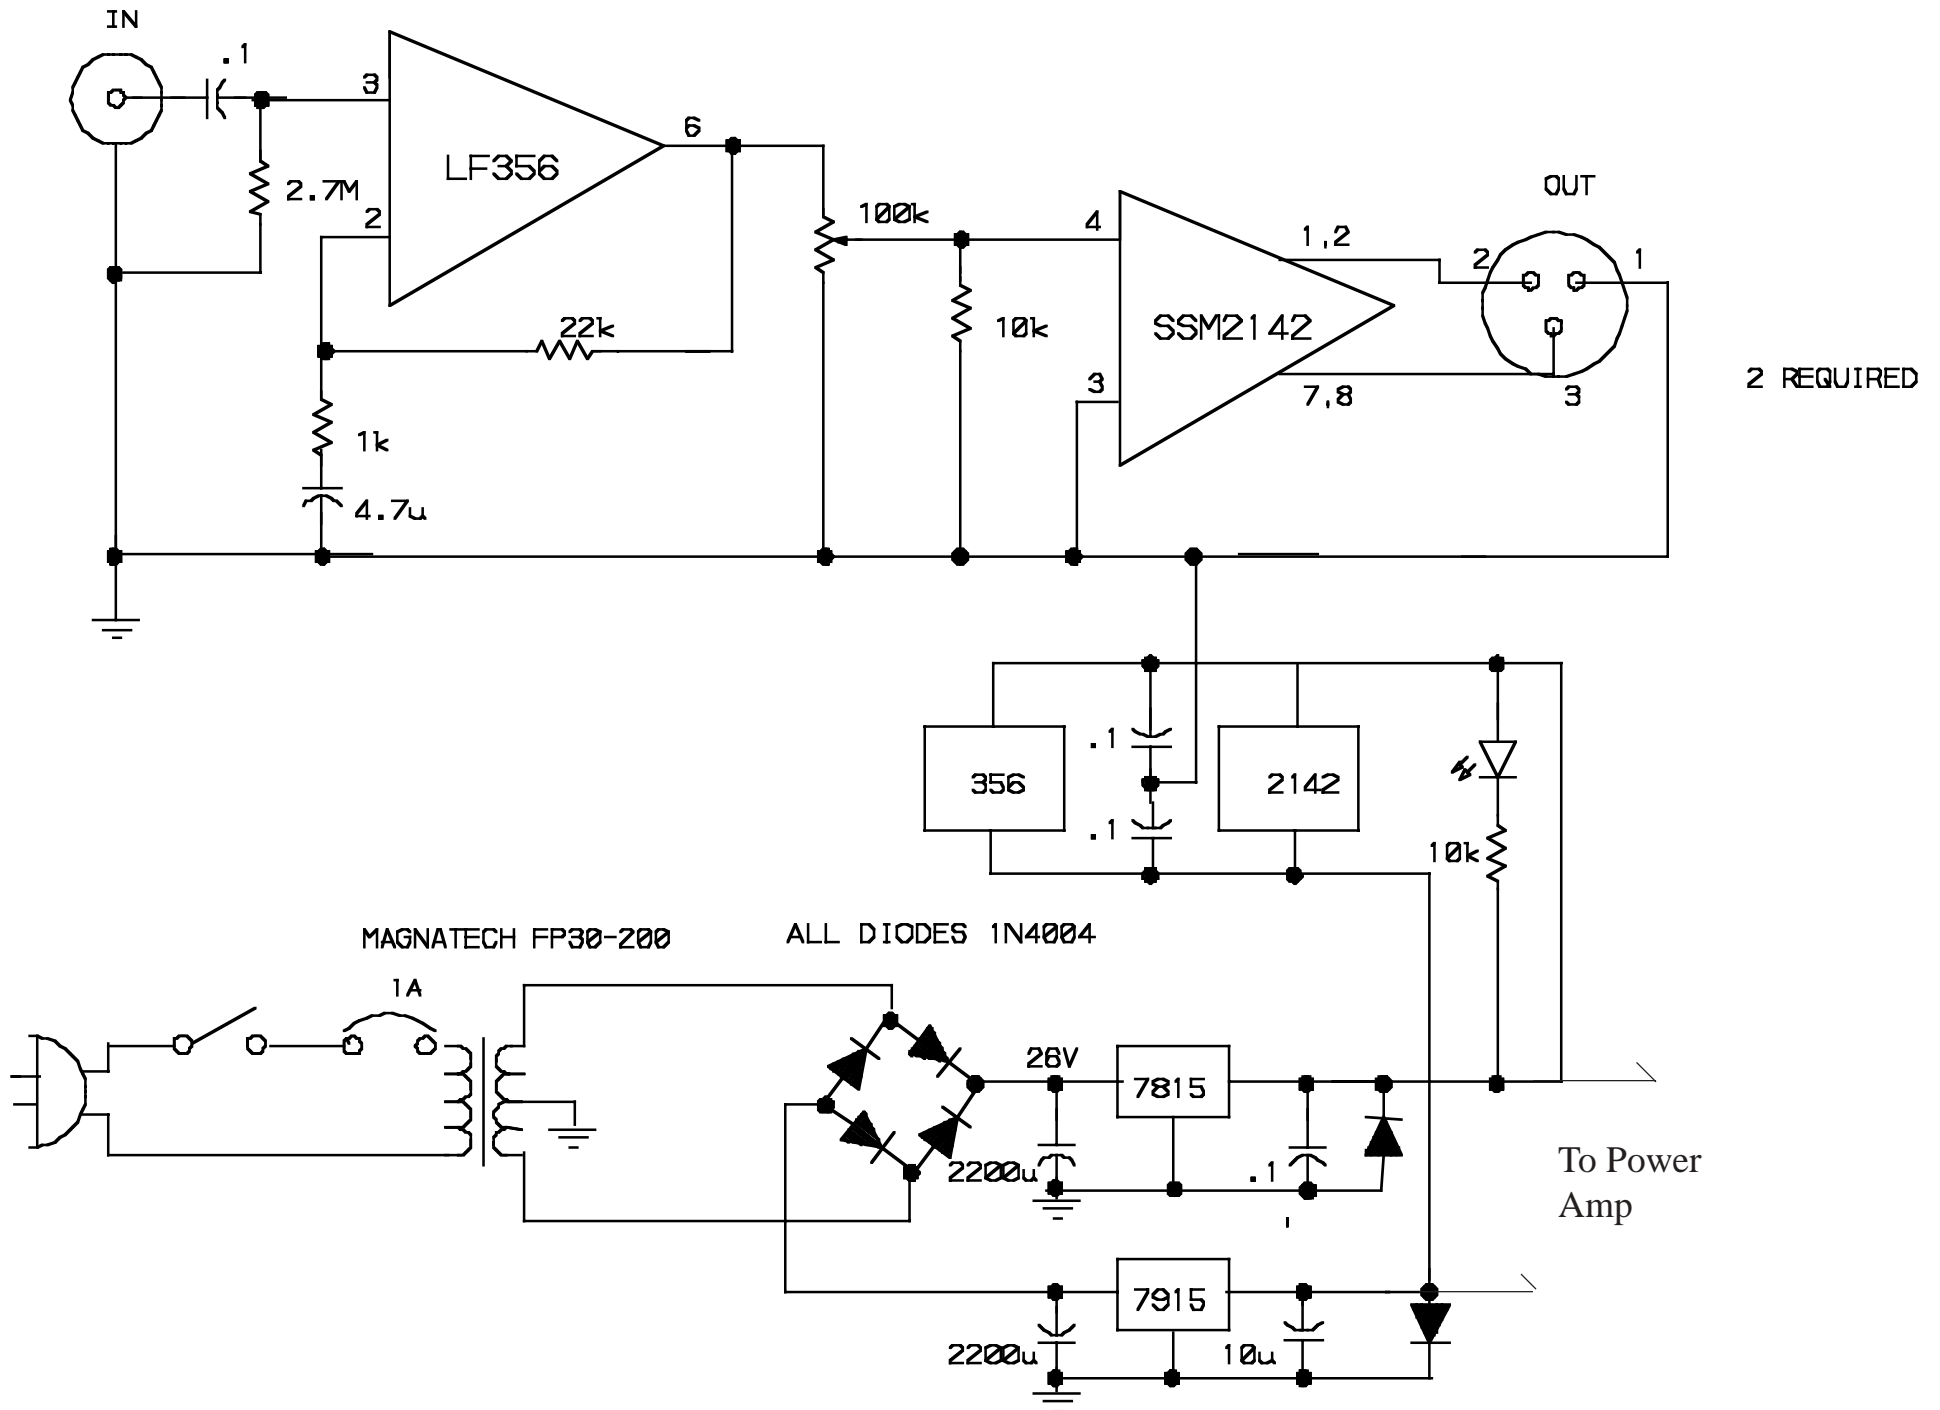 IN
.1
3
6
LF356
2.7M
2
100k
4
1,2
OUT
2
1
22k
10k
SSM2142
3
7,8
3
2 REQUIRED
1k
4.7u
.1
356
2142
.1
10k
MAGNATECH FP30-200
ALL DIODES 1N4004
1A
26V
7815
2200u
.1
To Power
Amp
7915
2200u
10u